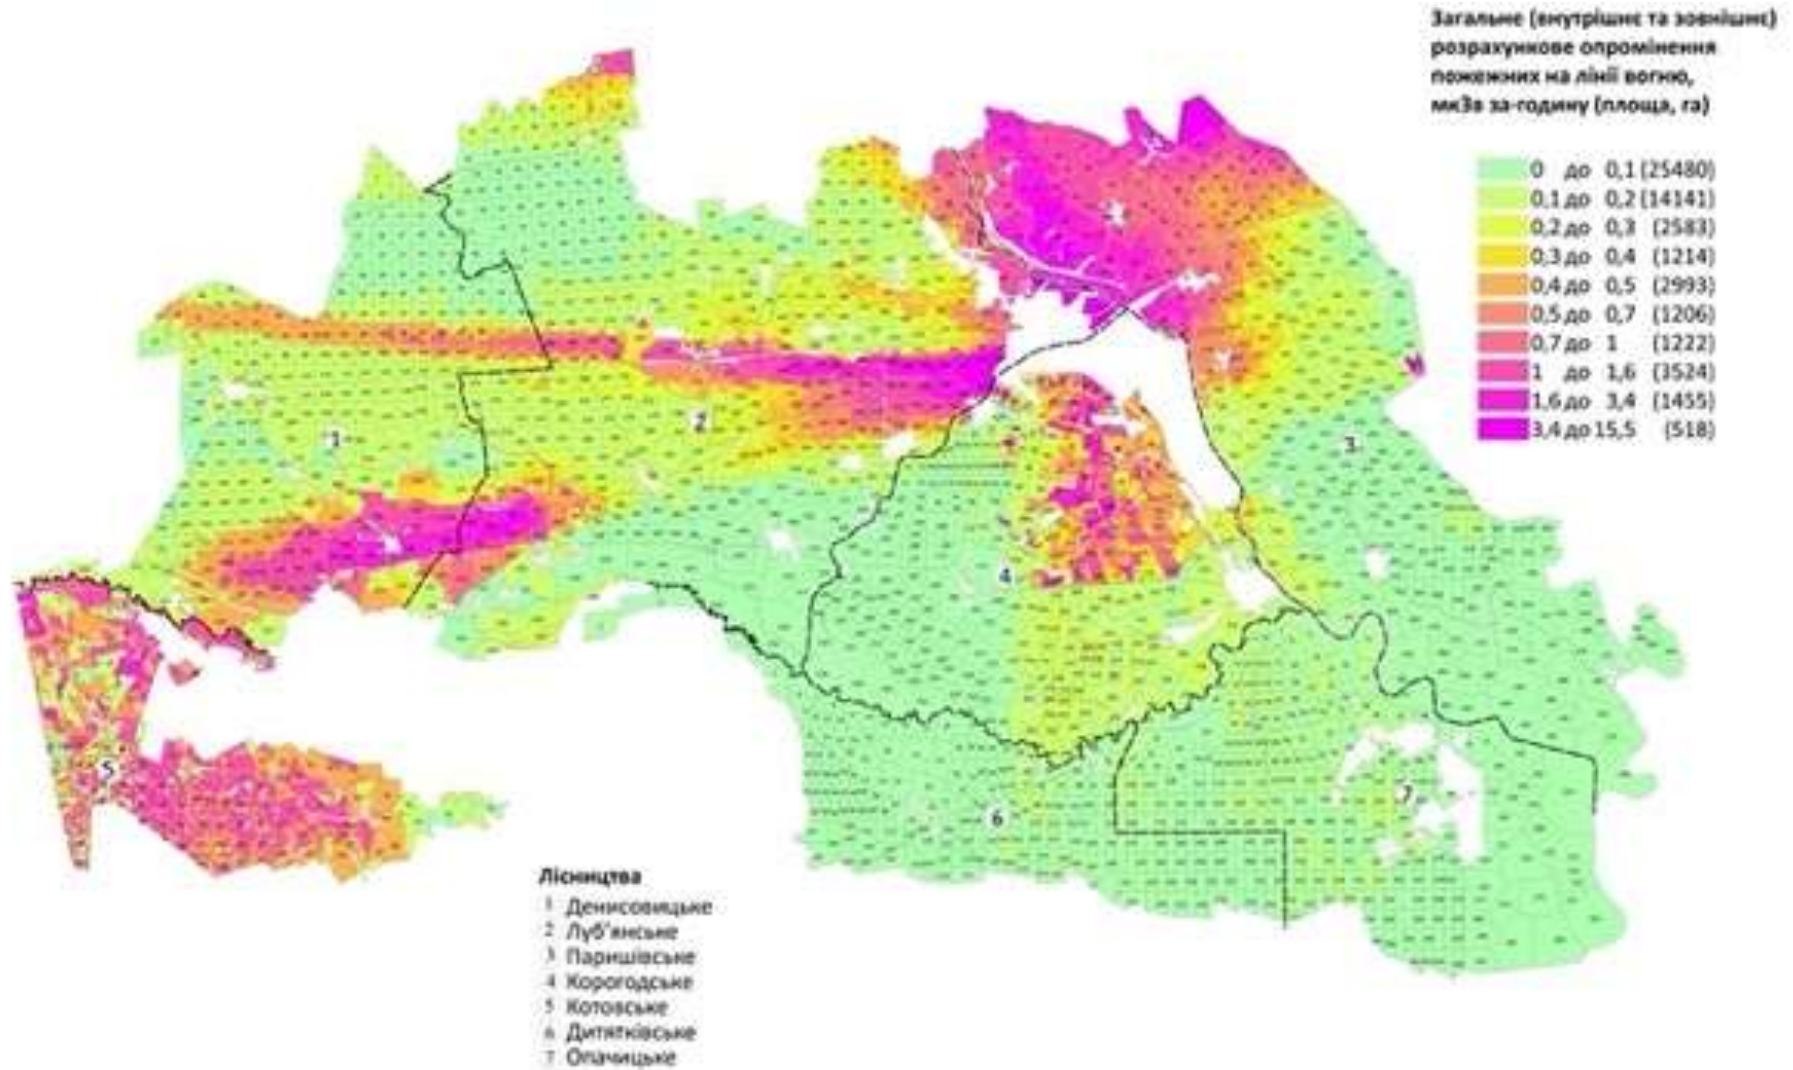 Загальне (внутрішнє та зовнішнє)
розрахункове опромінення
пожежних на лінії вогню,
мкЗв за-годину (площа, га)
0 до 0,1 (25480)
0,1 до 0,2 (14141)
0,2 до 0,3 (2583)
0,3 до 0,4 (1214)
0,4 до 0,5 (2993)
0,5 до 0,7 (1206)
0,7 до 1 (1222)
1 до 1,6 (3524)
1,6 до 3,4 (1455)
3,4 до 15,5 (518)
1
2
3
4
5
6
7
Лісництва
1 Денисовицьке
2 Луб'янське
3 Паришівське
4 Корогодське
5 Котовське
6 Дитятківське
7 Опачицьке